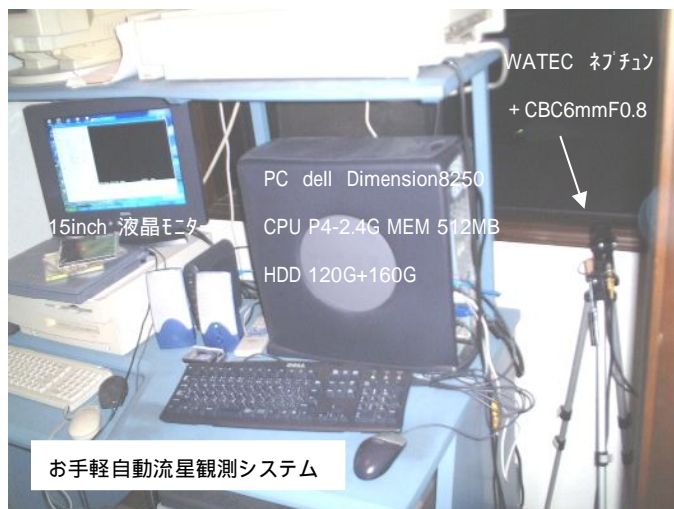 WATEC ﾈﾌﾟﾁｭﾝ
+CBC6mmF0.8
PC dell Dimension8250
15inch 液晶ﾓﾆﾀｰ
CPU P4-2.4G MEM 512MB
HDD 120G+160G
DELL
お手軽自動流星観測システム